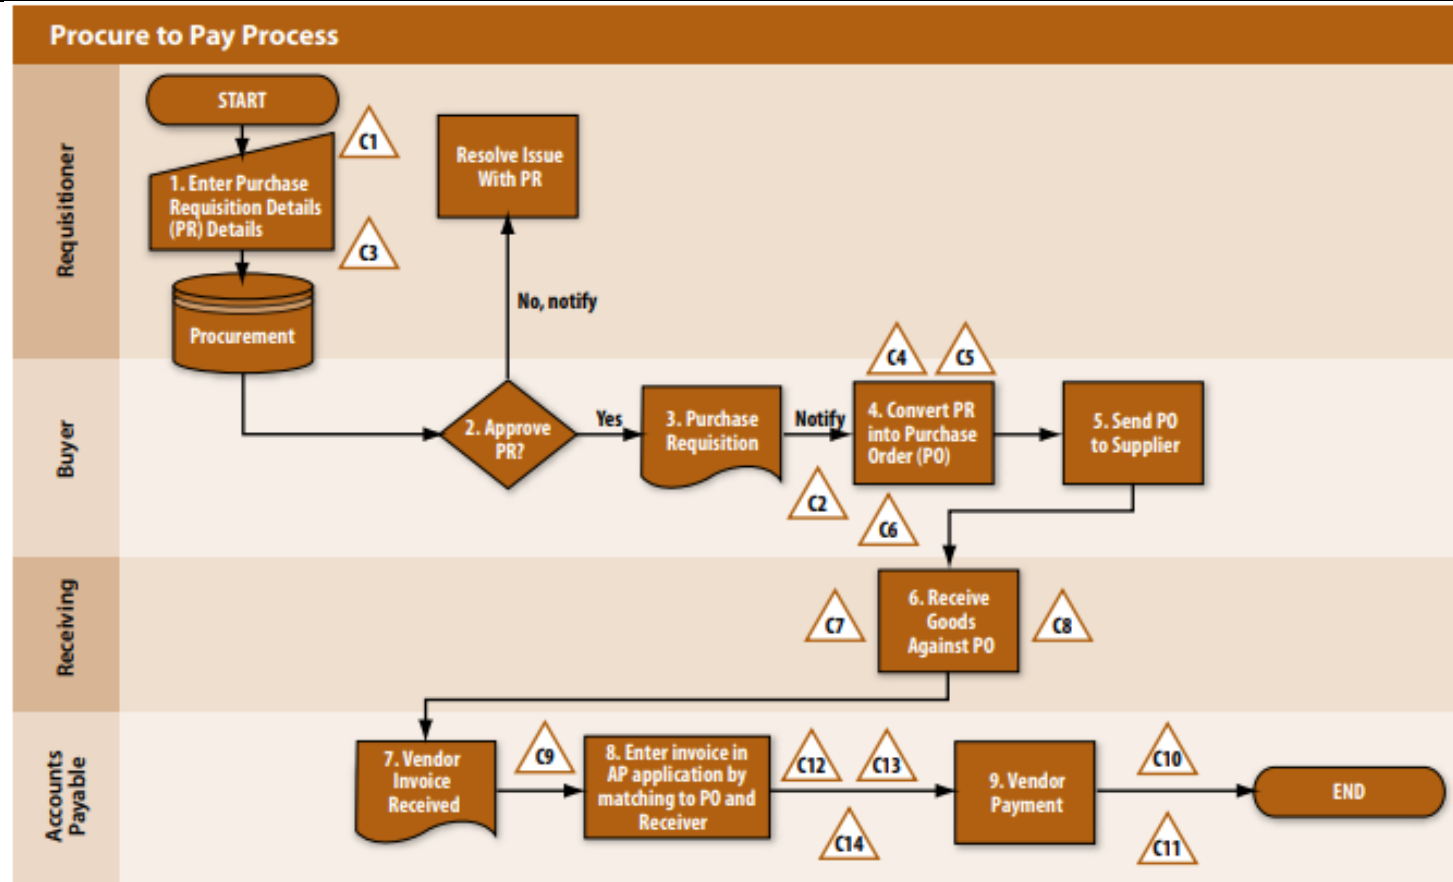 Procure to Pay Process
Requisitioner
START
C1
1. Enter Purchase
Requisition Details
(PR) Details
C3
Procurement
Resolve Issue
With PR
No, notify
Buyer
2. Approve
PR?
Yes
3. Purchase
Requisition
Notify
C2
C4
C5
4. Convert PR
into Purchase
Order (PO)
C6
5. Send PO
to Supplier
Receiving
C7
6. Receive
Goods
Against PO
C8
Accounts
Payable
7. Vendor
Invoice
Received
C9
8. Enter invoice in
AP application by
matching to PO and
Receiver
C12
C13
C14
9. Vendor
Payment
C10
C11
END